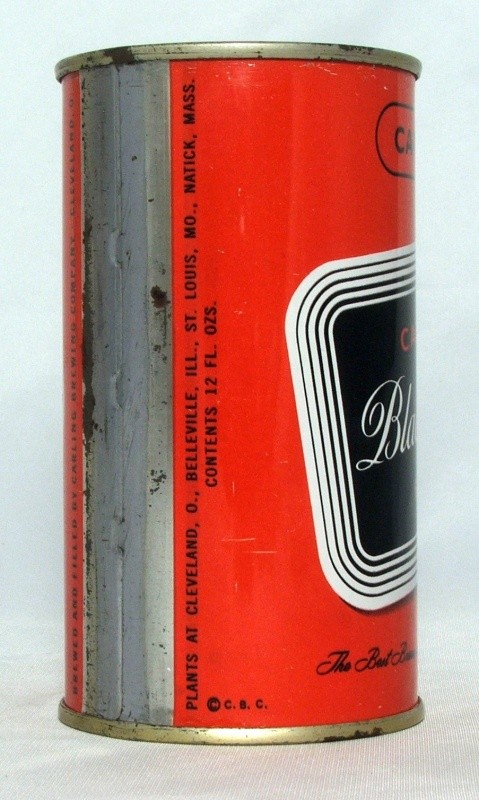 BREWED AND FILLED BY CARLING BREWING COMPANY CLEVELAND, O.
PLANTS AT CLEVELAND, O., BELLEVILLE, ILL., ST. LOUIS, MO., NATICK, MASS.
CONTENTS 12 FL. OZS.
© C. B. C.
CA
C
Bla
The Best Brew